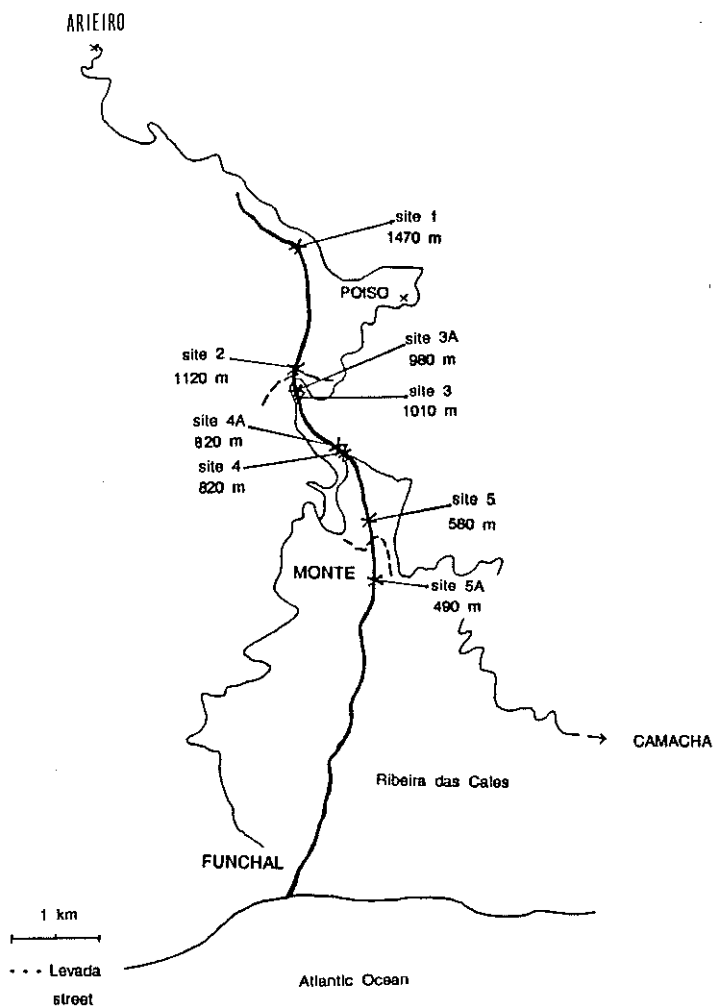 ARIEIRO
site 1
1470 m
POISO
site 3A
980 m
site 2
1120 m
site 3
1010 m
site 4A
820 m
site 4
820 m
site 5
580 m
MONTE
site 5A
490 m
CAMACHA
Ribeira das Cales
FUNCHAL
1 km
Levada
street
Atlantic Ocean